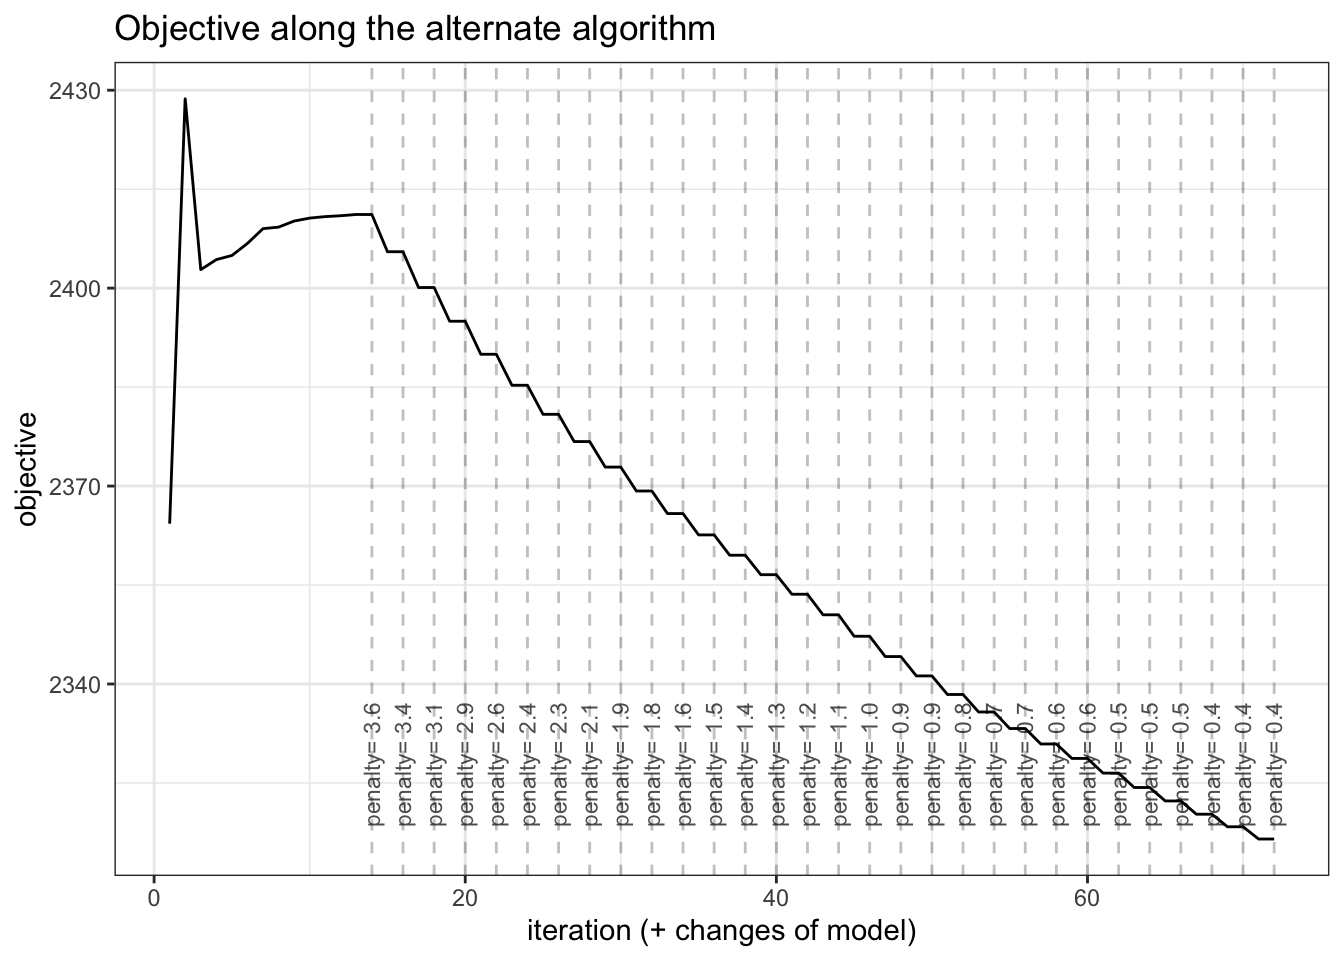 Objective along the alternate algorithm
2430
2400
2370
2340
objective
penalty= 3.6
penalty= 3.4
penalty= 3.1
penalty= 2.9
penalty= 2.6
penalty= 2.4
penalty= 2.3
penalty= 2.1
penalty= 1.9
penalty= 1.8
penalty= 1.6
penalty= 1.5
penalty= 1.4
penalty= 1.3
penalty= 1.2
penalty= 1.1
penalty= 1.0
penalty= 0.9
penalty= 0.9
penalty= 0.8
penalty= 0.7
penalty= 0.7
penalty= 0.6
penalty= 0.6
penalty= 0.5
penalty= 0.5
penalty= 0.5
penalty= 0.4
penalty= 0.4
penalty= 0.4
0
20
40
60
iteration (+ changes of model)